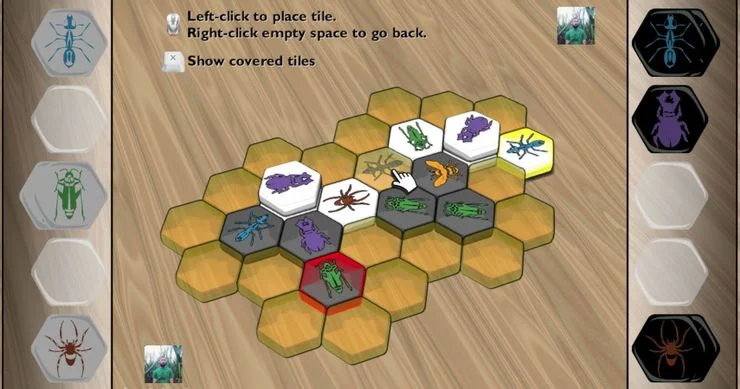 Left-click to place tile.
Right-click empty space to go back.
Show covered tiles